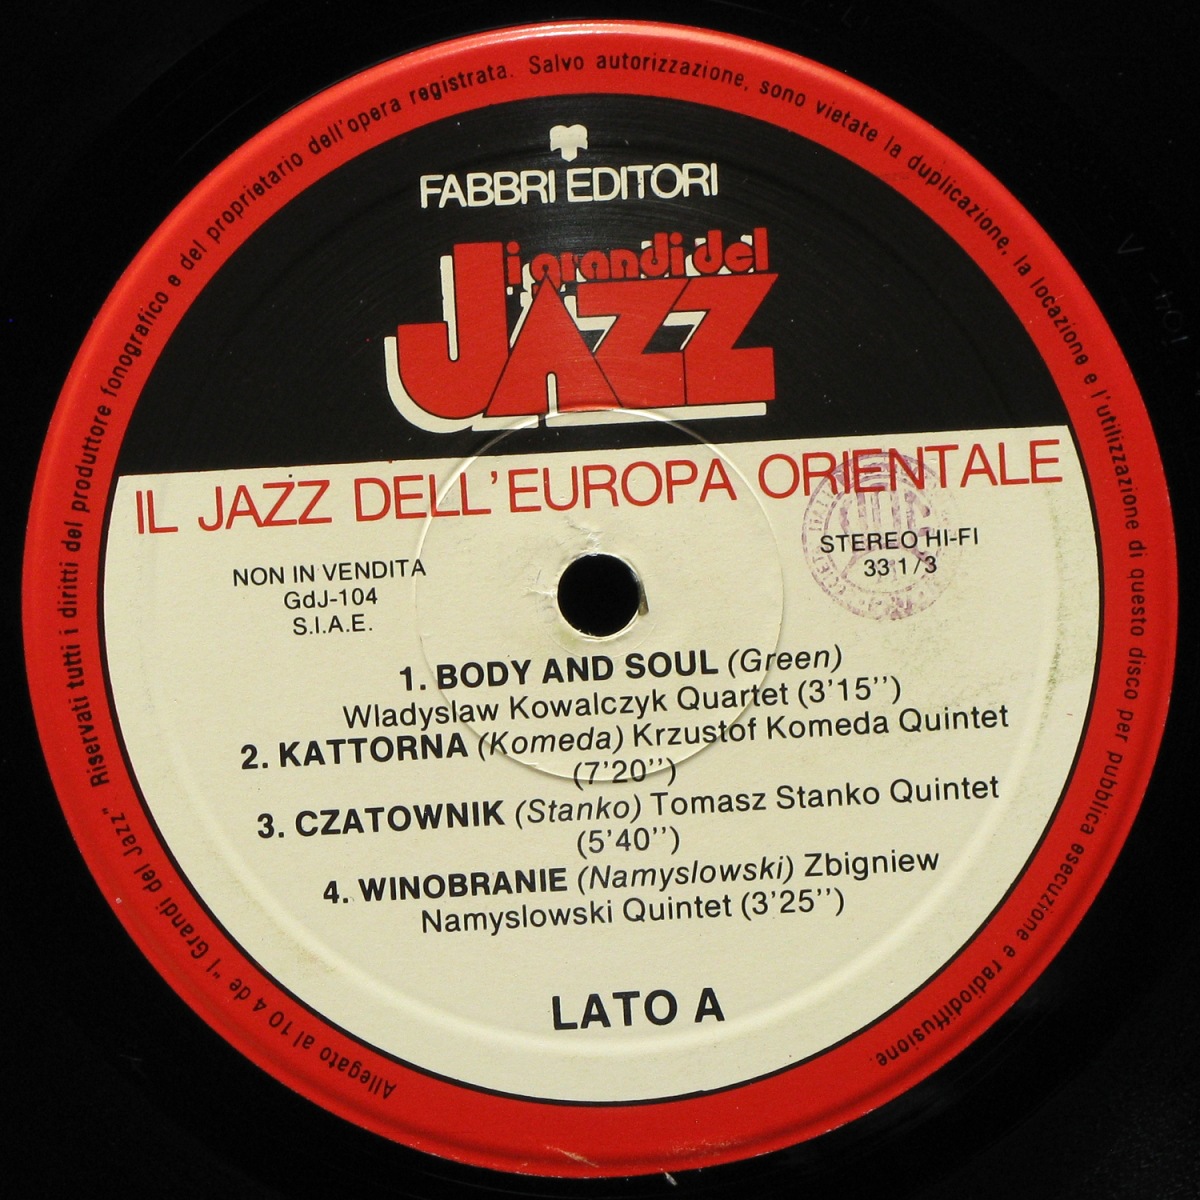 Allegato al 104 de "I Grandi del Jazz" Riservati tutti i diritti del produttore fonografico e del proprietario dell'opera registrata. Salvo autorizzazione, sono vietate la duplicazione, la locazione e l'utilizzazione di questo disco per pubblica esecuzione e radiodiffusione.
FABBRI EDITORI
i grandi del
JAZZ
IL JAZZ DELL'EUROPA ORIENTALE
NON IN VENDITA
GdJ-104
S.I.A.E.
STEREO HI-FI
33 1/3
1. BODY AND SOUL (Green)
Wladyslaw Kowalczyk Quartet (3'15'')
2. KATTORNA (Komeda) Krzustof Komeda Quintet
(7'20'')
3. CZATOWNIK (Stanko) Tomasz Stanko Quintet
(5'40'')
4. WINOBRANIE (Namyslowski) Zbigniew
Namyslowski Quintet (3'25'')
LATO A